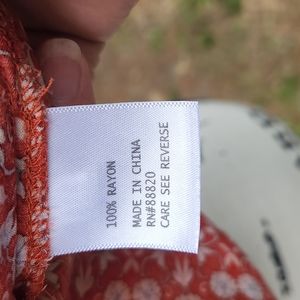 100% RAYON
MADE IN CHINA
RN#88820
CARE SEE REVERSE